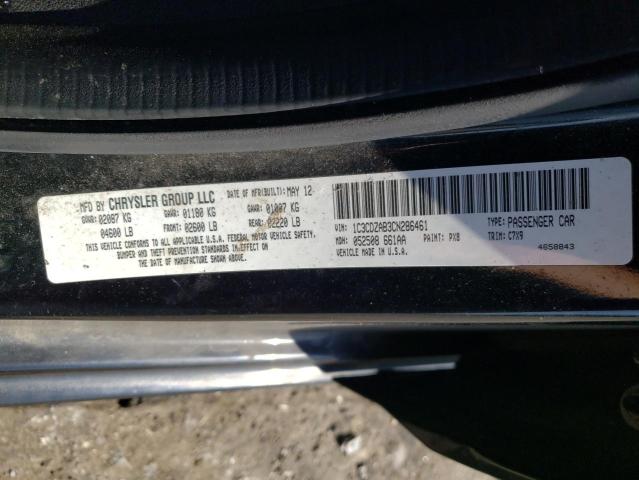 MFD BY CHRYSLER GROUP LLC DATE OF MFR(BUILT): MAY 12
GVWR: 02087 KG GAWR: 01180 KG GAWR: 01007 KG
04600 LB FRONT: 02600 LB REAR: 02220 LB
THIS VEHICLE CONFORMS TO ALL APPLICABLE U.S.A. FEDERAL MOTOR VEHICLE SAFETY,
BUMPER AND THEFT PREVENTION STANDARDS IN EFFECT ON
THE DATE OF MANUFACTURE SHOWN ABOVE.
VIN: 1C3CDZAB3CN286461 TYPE: PASSENGER CAR
MDH: 052508 661AA PAINT: PX8 TRIM: C7X9
VEHICLE MADE IN U.S.A. 4658843